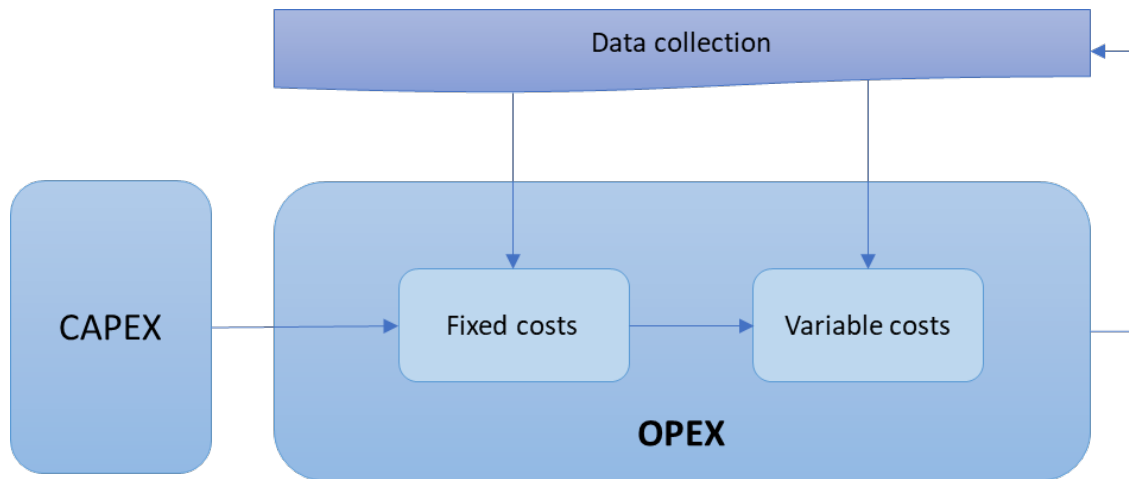 Data collection
CAPEX
Fixed costs
Variable costs
OPEX